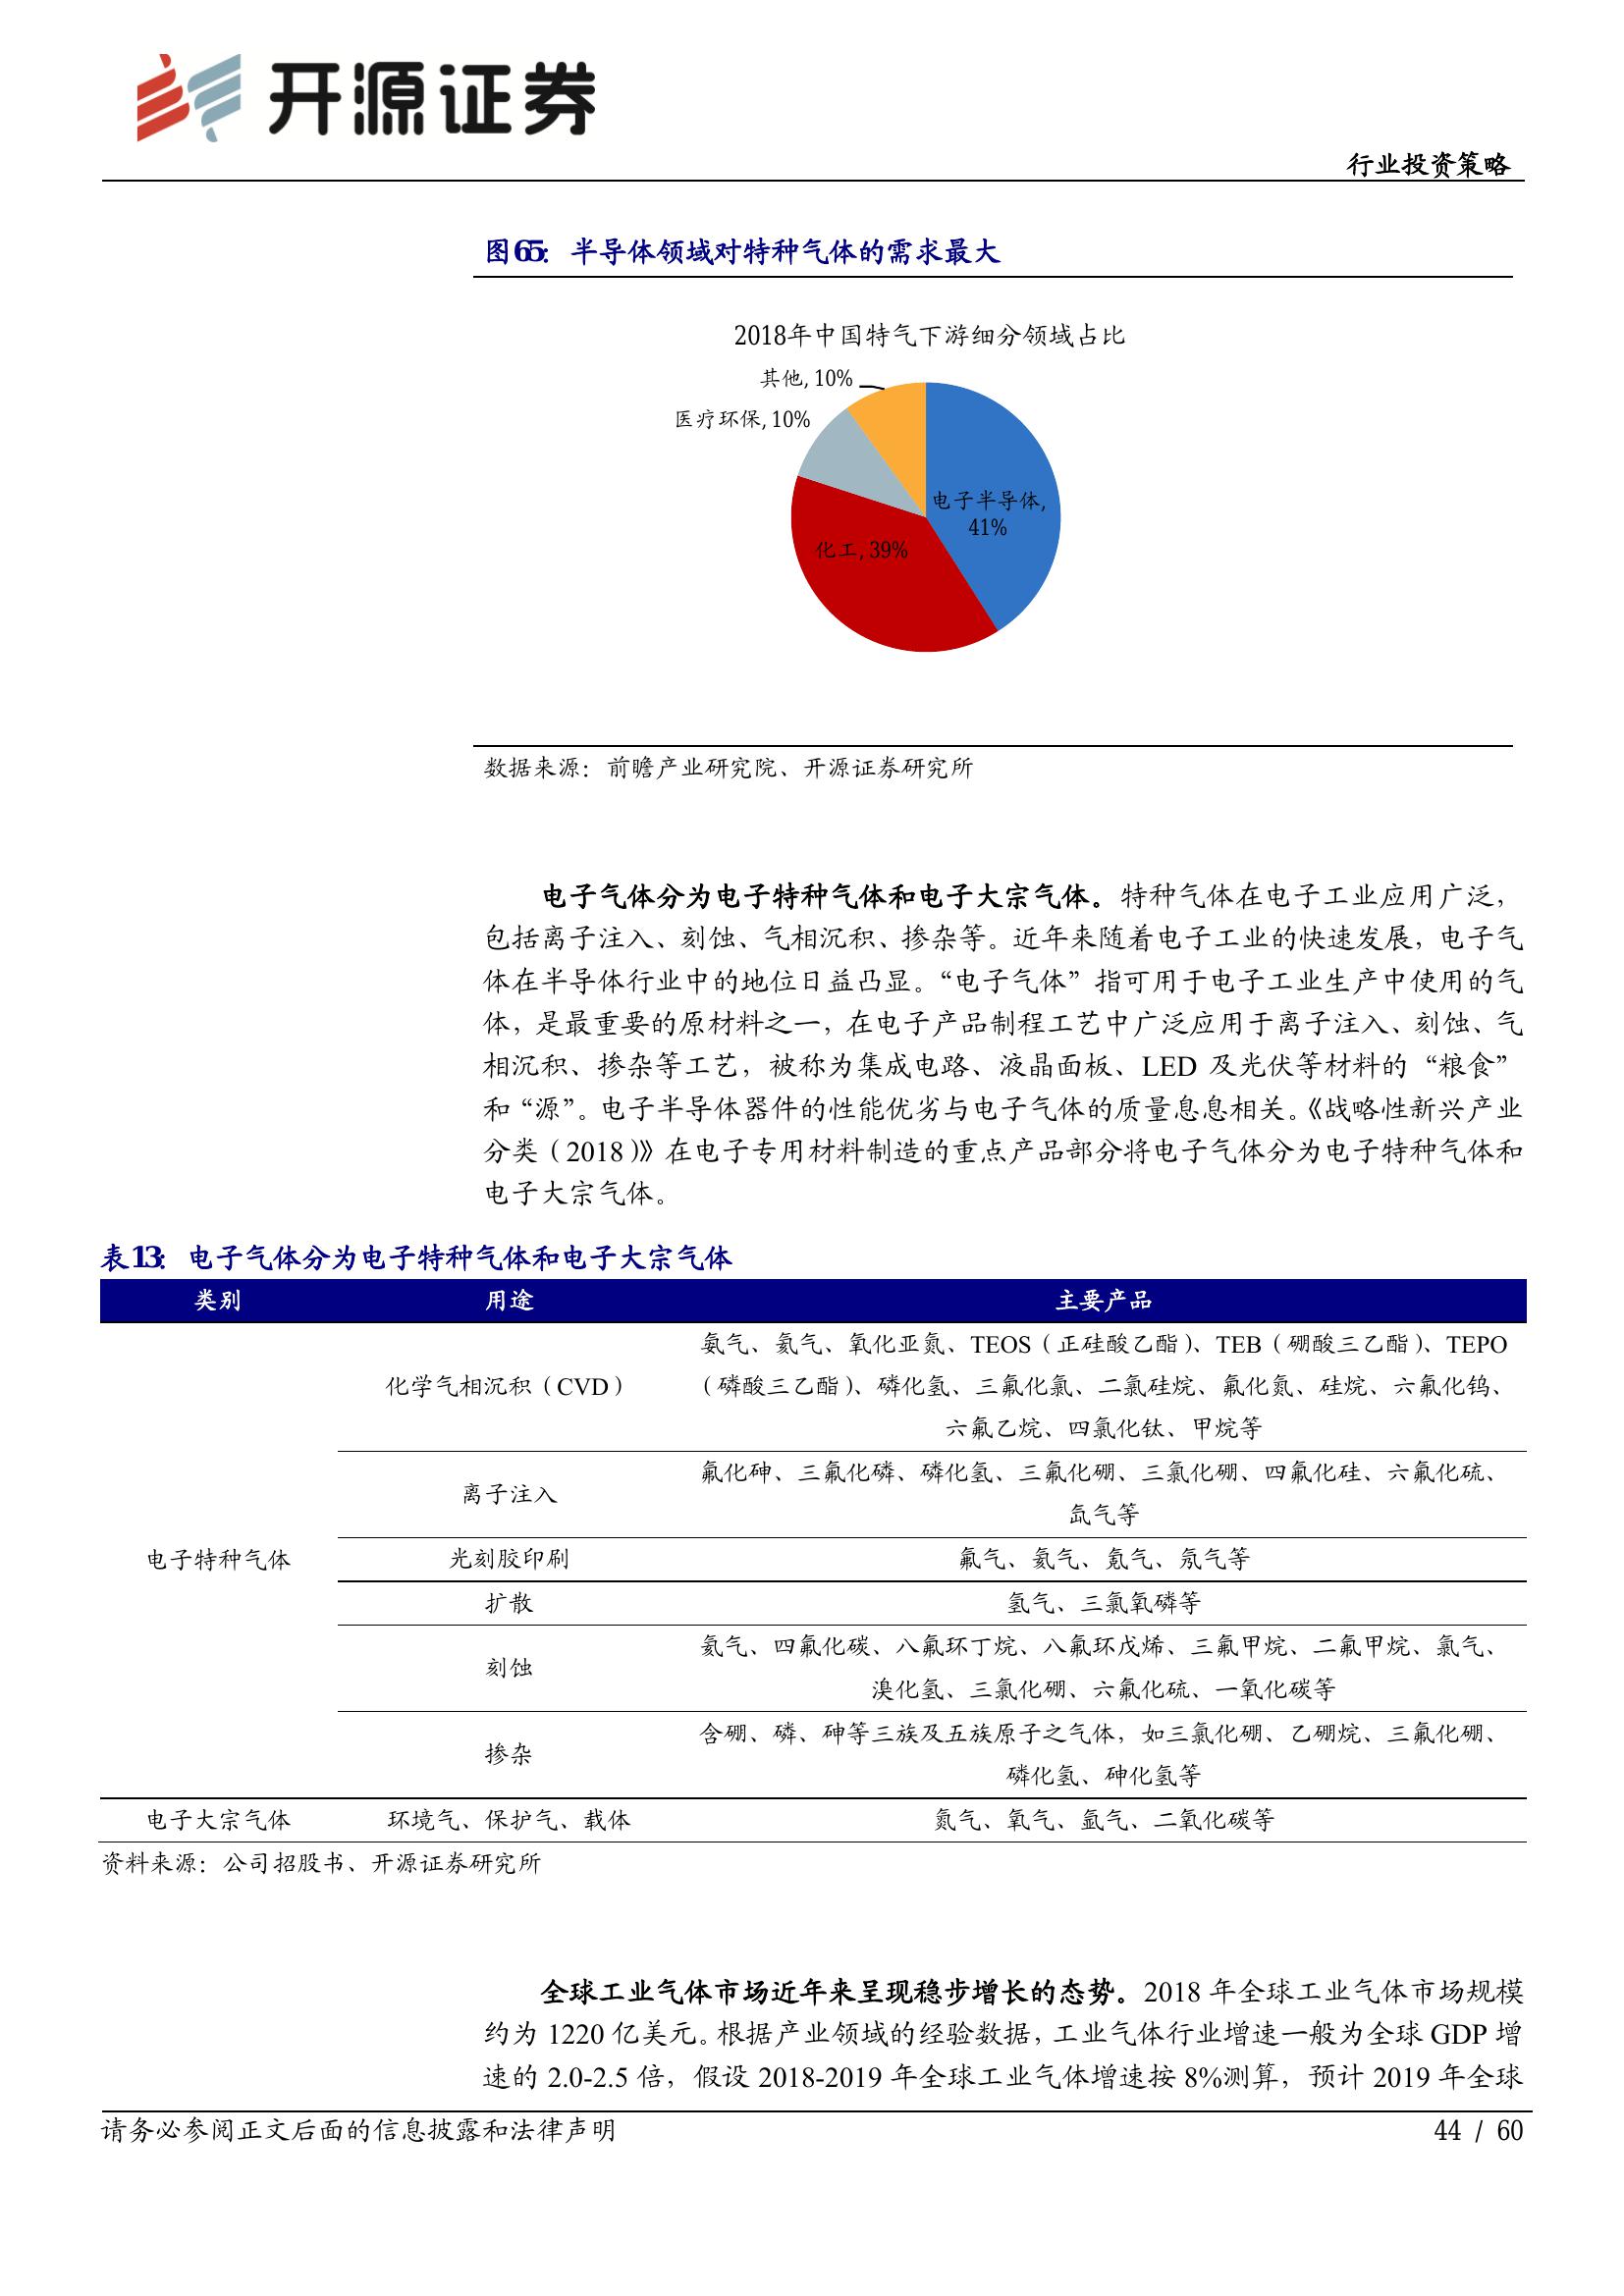 开源证券
行业投资策略
图65：半导体领域对特种气体的需求最大
2018年中国特气下游细分领域占比
其他, 10%
医疗环保, 10%
电子半导体,
41%
化工, 39%
数据来源：前瞻产业研究院、开源证券研究所
电子气体分为电子特种气体和电子大宗气体。特种气体在电子工业应用广泛，
包括离子注入、刻蚀、气相沉积、掺杂等。近年来随着电子工业的快速发展，电子气
体在半导体行业中的地位日益凸显。“电子气体”指可用于电子工业生产中使用的气
体，是最重要的原材料之一，在电子产品制程工艺中广泛应用于离子注入、刻蚀、气
相沉积、掺杂等工艺，被称为集成电路、液晶面板、LED 及光伏等材料的“粮食”
和“源”。电子半导体器件的性能优劣与电子气体的质量息息相关。《战略性新兴产业
分类（2018）》在电子专用材料制造的重点产品部分将电子气体分为电子特种气体和
电子大宗气体。
表13：电子气体分为电子特种气体和电子大宗气体
类别 用途 主要产品
氨气、氦气、氧化亚氮、TEOS（正硅酸乙酯）、TEB（硼酸三乙酯）、TEPO
化学气相沉积（CVD） （磷酸三乙酯）、磷化氢、三氟化氯、二氯硅烷、氟化氮、硅烷、六氟化钨、
六氟乙烷、四氯化钛、甲烷等
氟化砷、三氟化磷、磷化氢、三氟化硼、三氯化硼、四氟化硅、六氟化硫、
离子注入
氙气等
电子特种气体 光刻胶印刷 氟气、氦气、氪气、氖气等
扩散 氢气、三氯氧磷等
氦气、四氟化碳、八氟环丁烷、八氟环戊烯、三氟甲烷、二氟甲烷、氯气、
刻蚀
溴化氢、三氯化硼、六氟化硫、一氧化碳等
含硼、磷、砷等三族及五族原子之气体，如三氯化硼、乙硼烷、三氟化硼、
掺杂
磷化氢、砷化氢等
电子大宗气体 环境气、保护气、载体 氮气、氧气、氩气、二氧化碳等
资料来源：公司招股书、开源证券研究所
全球工业气体市场近年来呈现稳步增长的态势。2018 年全球工业气体市场规模
约为 1220 亿美元。根据产业领域的经验数据，工业气体行业增速一般为全球 GDP 增
速的 2.0-2.5 倍，假设 2018-2019 年全球工业气体增速按 8%测算，预计 2019 年全球
请务必参阅正文后面的信息披露和法律声明
44 / 60